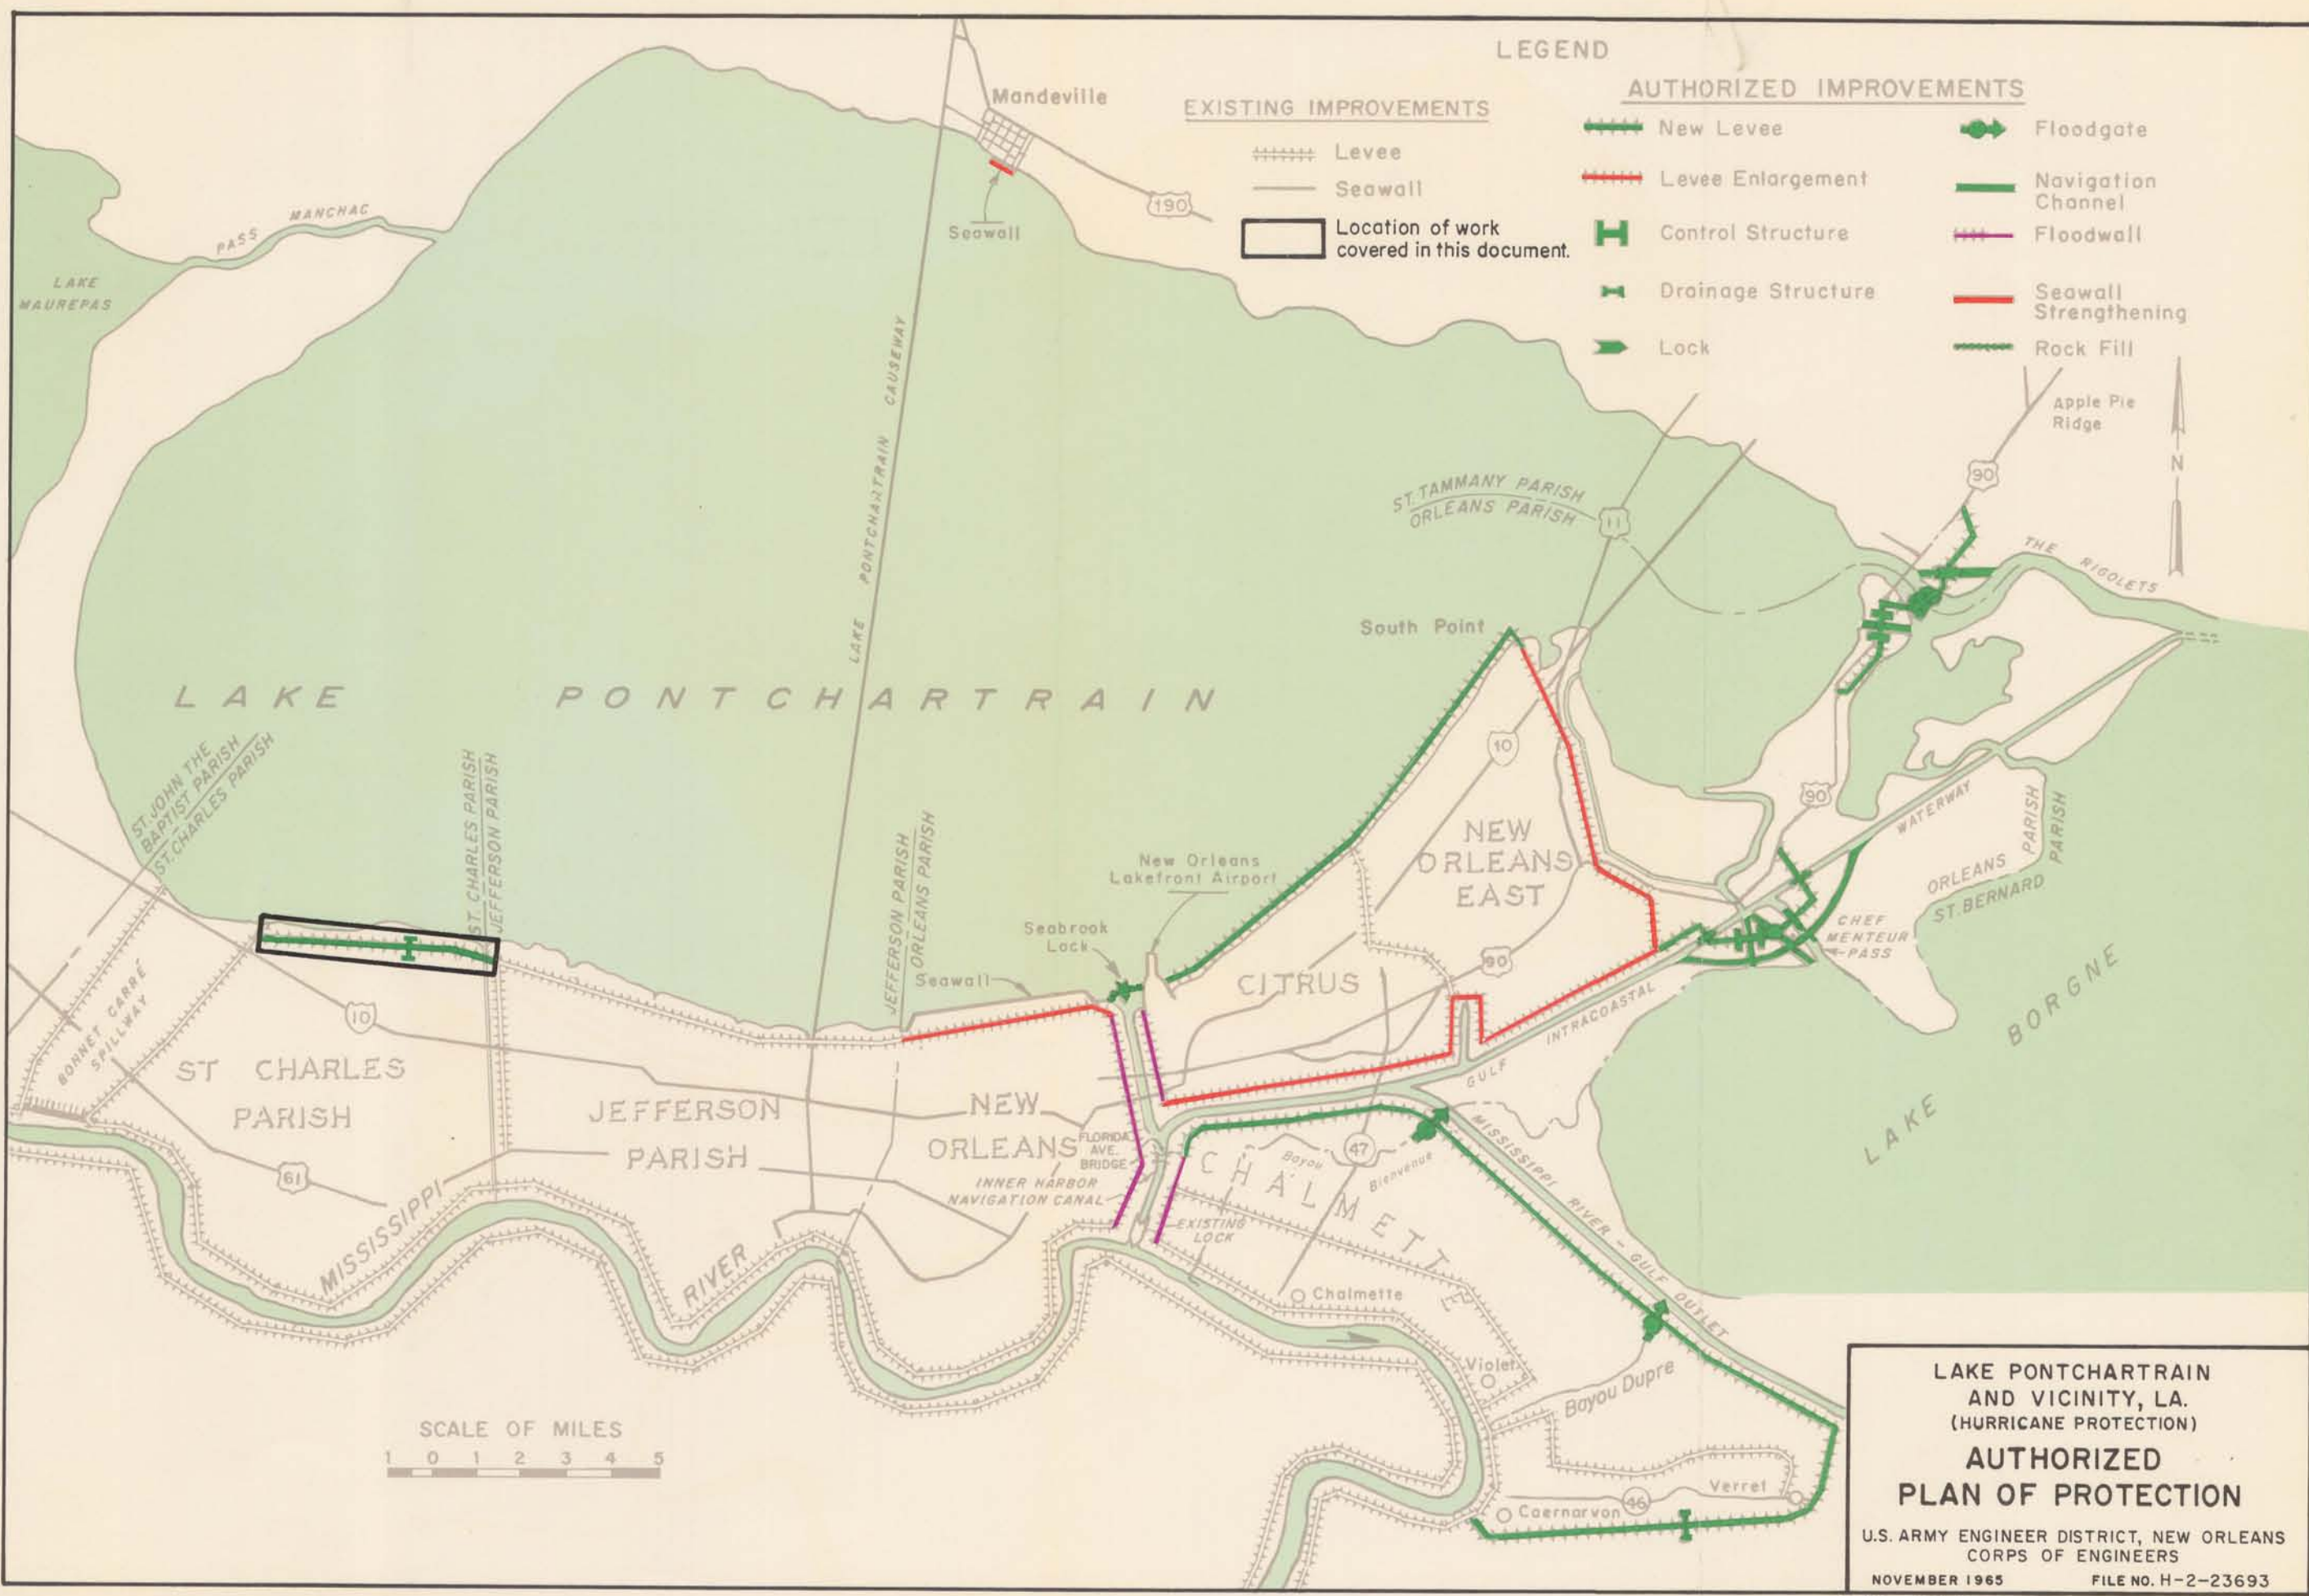 LEGEND
EXISTING IMPROVEMENTS
Levee
Seawall
Location of work
covered in this document.
AUTHORIZED IMPROVEMENTS
New Levee
Levee Enlargement
Control Structure
Drainage Structure
Lock
Floodgate
Navigation
Channel
Floodwall
Seawall
Strengthening
Rock Fill
Mandeville
190
Seawall
PASS MANCHAC
LAKE
MAUREPAS
LAKE PONTCHARTRAIN CAUSEWAY
Apple Pie
Ridge
N
90
ST. TAMMANY PARISH
ORLEANS PARISH
11
THE RIGOLETS
South Point
LAKE PONTCHARTRAIN
ST. JOHN THE
BAPTIST PARISH
ST. CHARLES PARISH
ST. CHARLES PARISH
JEFFERSON PARISH
JEFFERSON PARISH
ORLEANS PARISH
10
NEW
ORLEANS
EAST
90
WATERWAY
PARISH
PARISH
ORLEANS
ST. BERNARD
New Orleans
Lakefront Airport
Seabrook
Lock
Seawall
CITRUS
90
CHEF
MENTEUR
PASS
INTRACOASTAL
GULF
LAKE BORGNE
BONNET CARRÉ
SPILLWAY
10
ST CHARLES
PARISH
61
JEFFERSON
PARISH
NEW
ORLEANS
FLORIDA
AVE.
BRIDGE
INNER HARBOR
NAVIGATION CANAL
EXISTING
LOCK
CHALMETTE
Bayou
Bienvenue
47
MISSISSIPPI RIVER - GULF OUTLET
MISSISSIPPI
RIVER
Chalmette
Violet
Bayou Dupre
Verret
Caernarvon
46
SCALE OF MILES
1 0 1 2 3 4 5
LAKE PONTCHARTRAIN
AND VICINITY, LA.
(HURRICANE PROTECTION)
AUTHORIZED
PLAN OF PROTECTION
U.S. ARMY ENGINEER DISTRICT, NEW ORLEANS
CORPS OF ENGINEERS
NOVEMBER 1965 FILE NO. H-2-23693